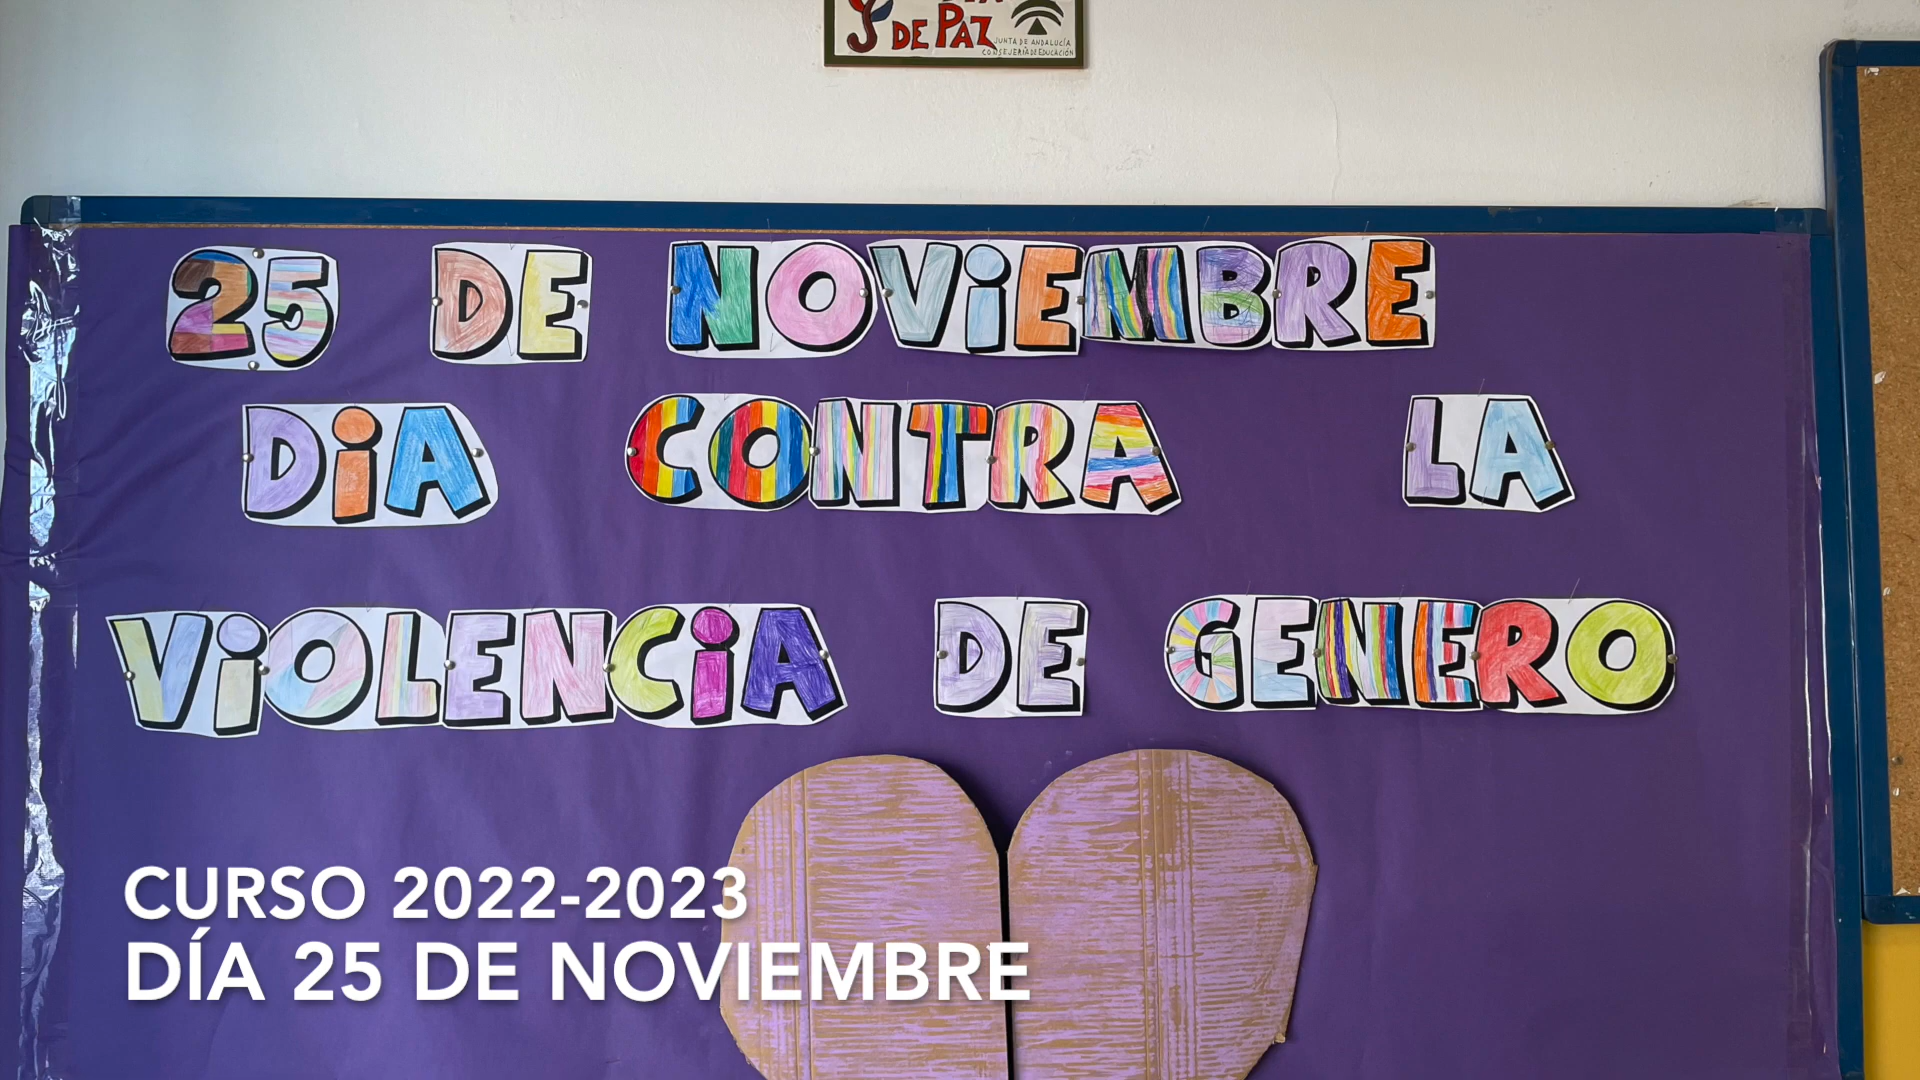 DE PAZ
JUNTA DE ANDALUCÍA
CONSEJERÍA DE EDUCACIÓN
25 DE NOViEMBRE
DiA CONTRA LA
ViOLENCiA DE GENERO
CURSO 2022-2023
DÍA 25 DE NOVIEMBRE